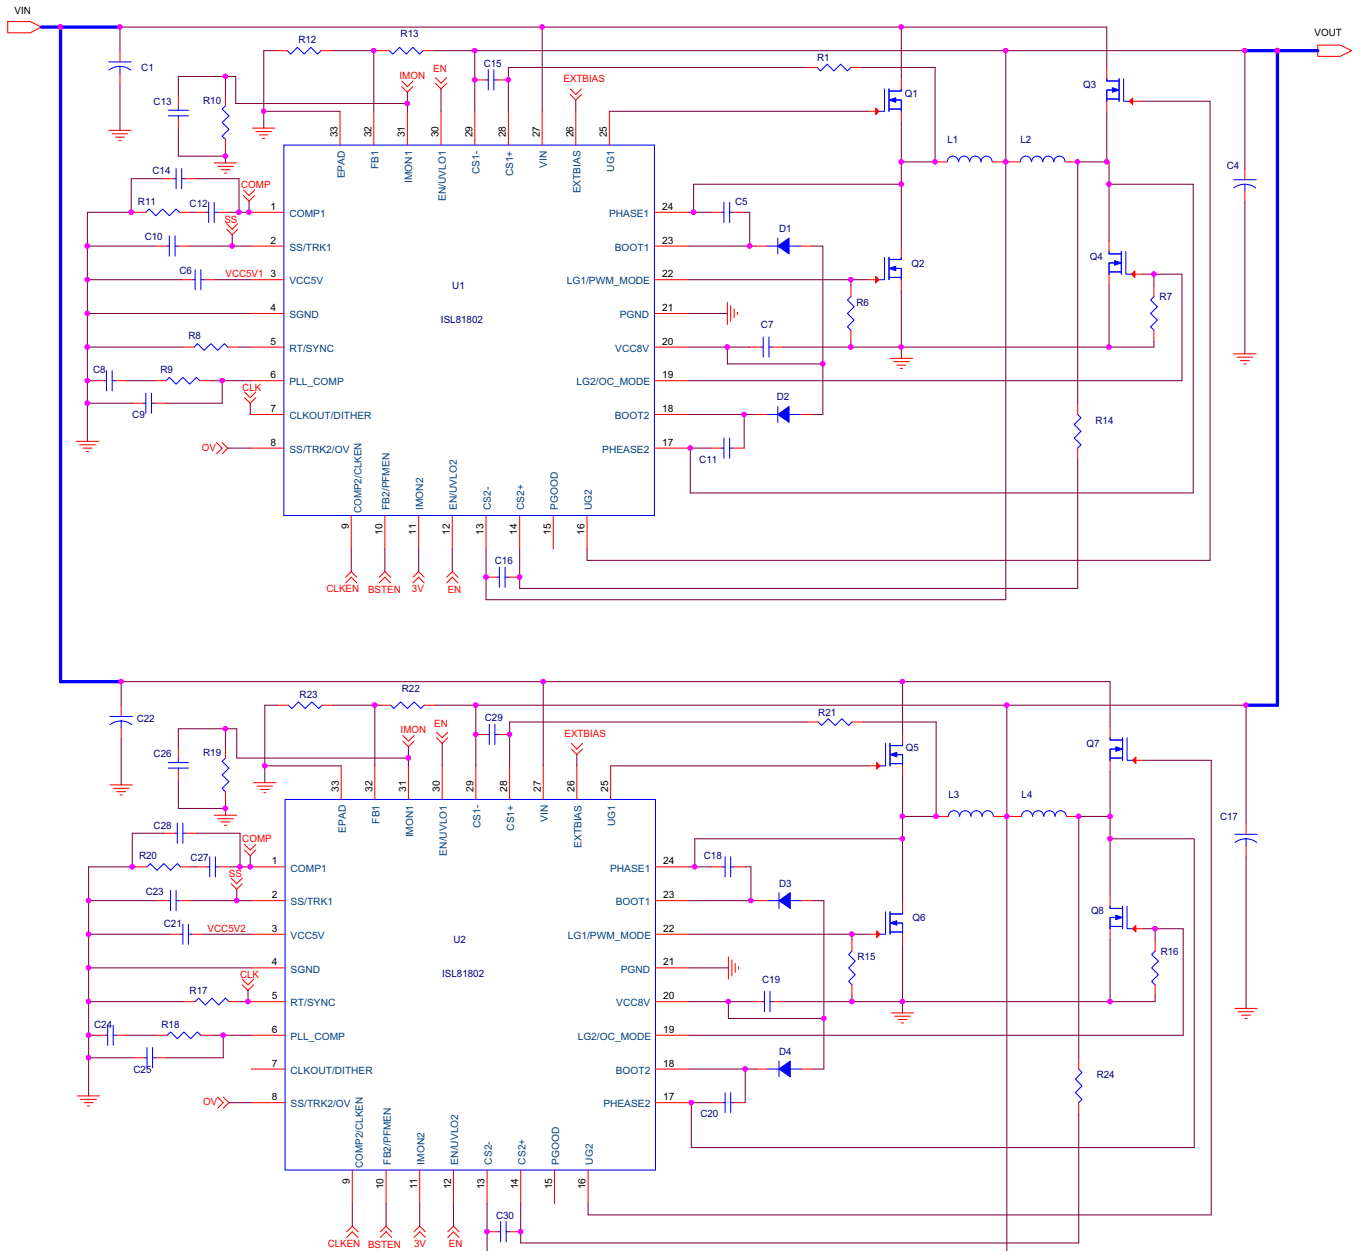 VIN
VOUT
C1
R12
R13
C15
R1
Q1
Q3
C13
R10
IMON
EN
EXTBIAS
33
32
31
30
29
28
27
26
25
EPAD
FB1
IMON1
EN/UVLO1
CS1-
CS1+
VIN
EXTBIAS
UG1
L1
L2
C4
C14
COMP
R11
C12
SS
1
COMP1
PHASE1
24
C5
C10
2
SS/TRK1
BOOT1
23
D1
C6
VCC5V1
3
VCC5V
U1
LG1/PWM_MODE
22
Q2
Q4
4
SGND
ISL81802
PGND
21
R6
R7
R8
5
RT/SYNC
VCC8V
20
C7
C8
R9
6
PLL_COMP
LG2/OC_MODE
19
C9
CLK
7
CLKOUT/DITHER
BOOT2
18
D2
R14
OV
8
SS/TRK2/OV
PHEASE2
17
C11
COMP2/CLKEN
FB2/PFMEN
IMON2
EN/UVLO2
CS2-
CS2+
PGOOD
UG2
9
10
11
12
13
14
15
16
C16
CLKEN
BSTEN
3V
EN
C22
R23
R22
C29
R21
Q5
Q7
C26
R19
IMON
EN
EXTBIAS
33
32
31
30
29
28
27
26
25
EPAD
FB1
IMON1
EN/UVLO1
CS1-
CS1+
VIN
EXTBIAS
UG1
L3
L4
C17
C28
COMP
R20
C27
SS
1
COMP1
PHASE1
24
C18
C23
2
SS/TRK1
BOOT1
23
D3
C21
VCC5V2
3
VCC5V
U2
LG1/PWM_MODE
22
Q6
Q8
4
SGND
ISL81802
PGND
21
R15
R16
CLK
R17
5
RT/SYNC
VCC8V
20
C19
C24
R18
6
PLL_COMP
LG2/OC_MODE
19
C25
7
CLKOUT/DITHER
BOOT2
18
D4
R24
OV
8
SS/TRK2/OV
PHEASE2
17
C20
COMP2/CLKEN
FB2/PFMEN
IMON2
EN/UVLO2
CS2-
CS2+
PGOOD
UG2
9
10
11
12
13
14
15
16
C30
CLKEN
BSTEN
3V
EN